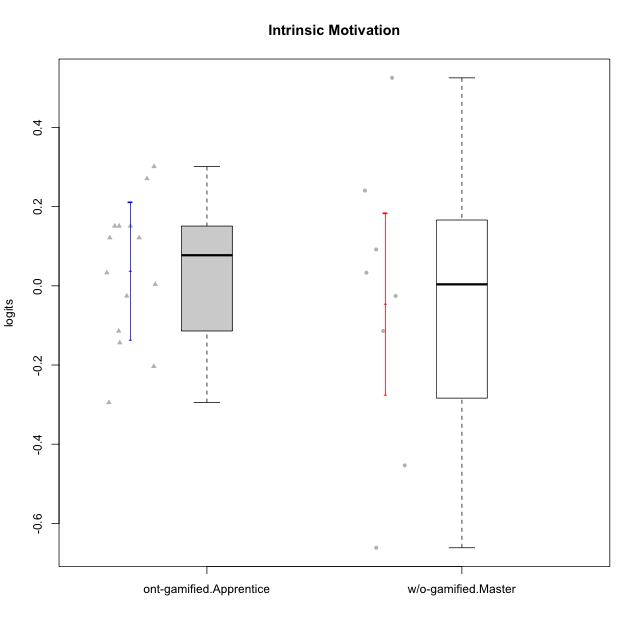 Intrinsic Motivation
logits
0.4
0.2
0.0
-0.2
-0.4
-0.6
ont-gamified.Apprentice
w/o-gamified.Master